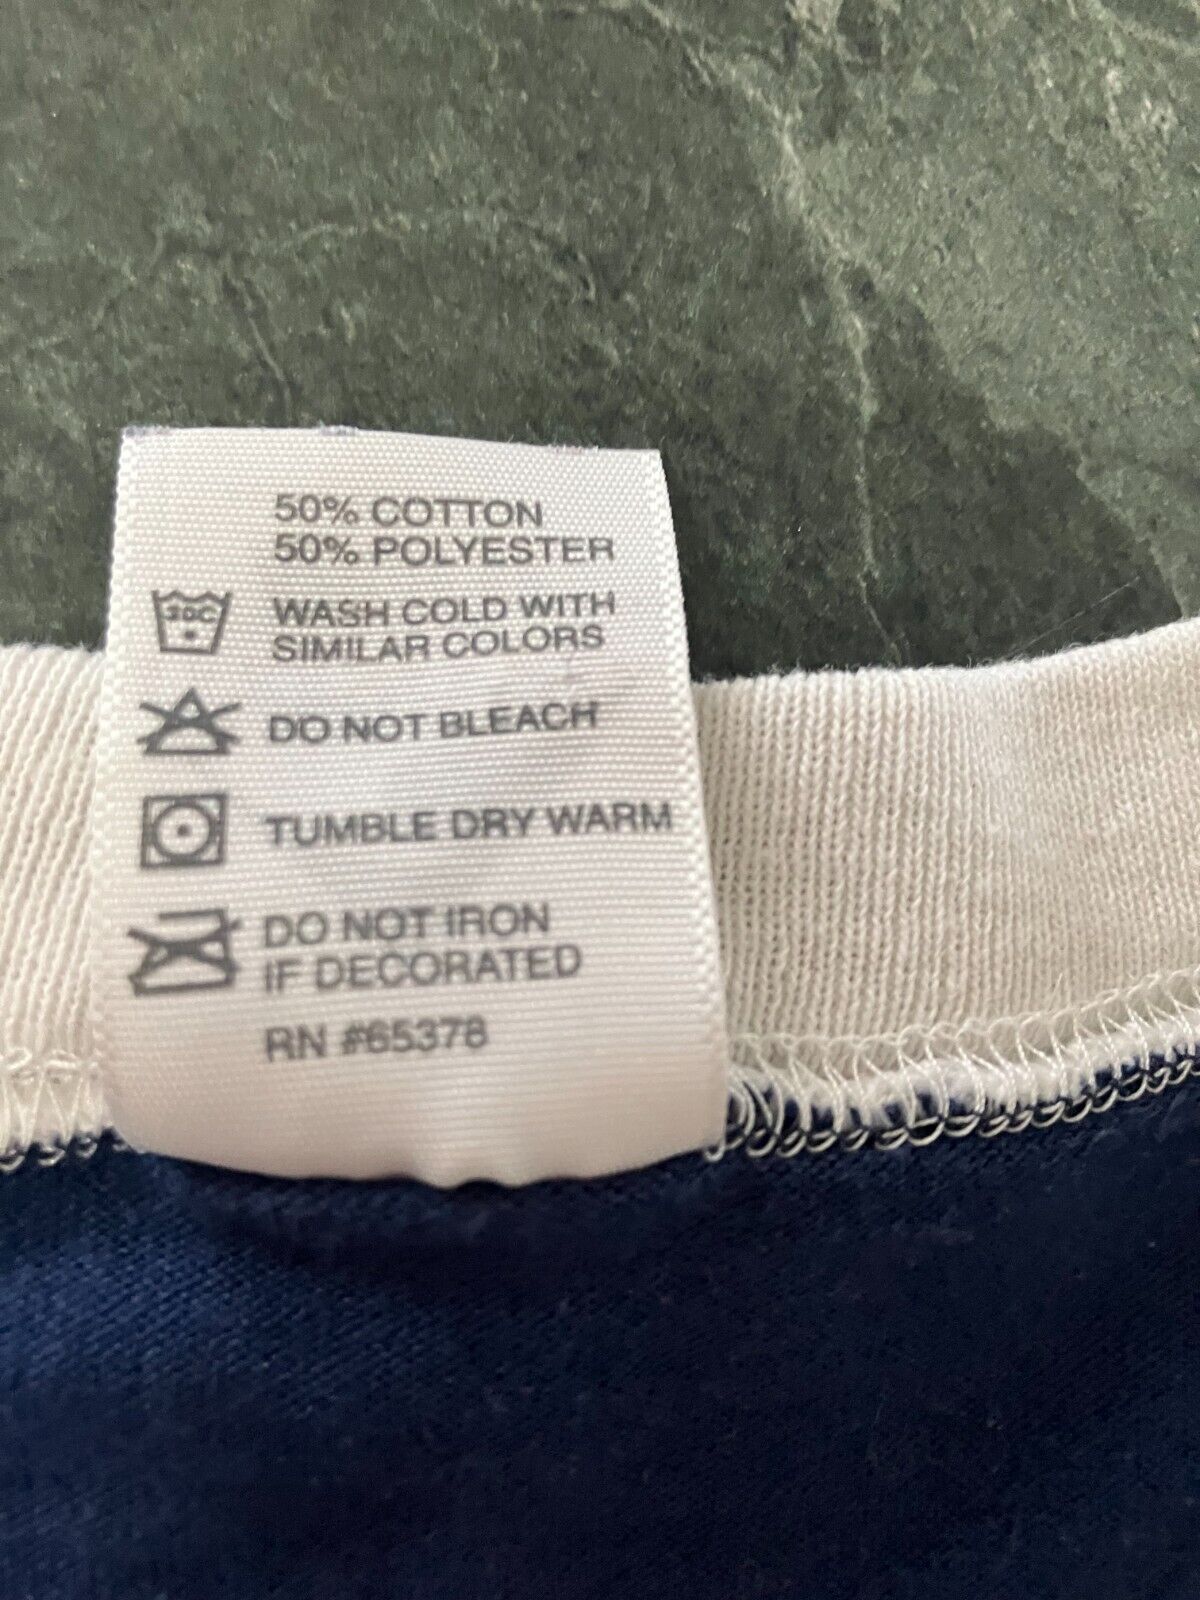 50% COTTON
50% POLYESTER
30C
WASH COLD WITH
SIMILAR COLORS
DO NOT BLEACH
TUMBLE DRY WARM
DO NOT IRON
IF DECORATED
RN #65378